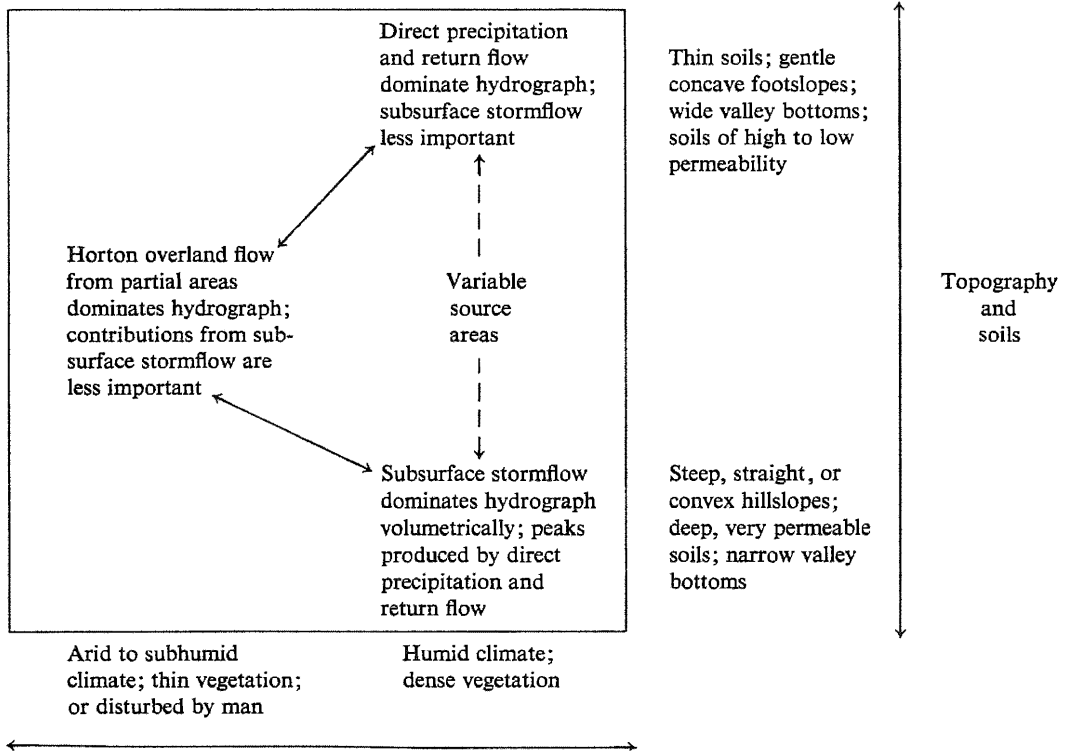 Direct precipitation
and return flow
dominate hydrograph;
subsurface stormflow
less important
Thin soils; gentle
concave footslopes;
wide valley bottoms;
soils of high to low
permeability
Horton overland flow
from partial areas
dominates hydrograph;
contributions from sub-
surface stormflow are
less important
Variable
source
areas
Topography
and
soils
Subsurface stormflow
dominates hydrograph
volumetrically; peaks
produced by direct
precipitation and
return flow
Steep, straight, or
convex hillslopes;
deep, very permeable
soils; narrow valley
bottoms
Arid to subhumid
climate; thin vegetation;
or disturbed by man
Humid climate;
dense vegetation